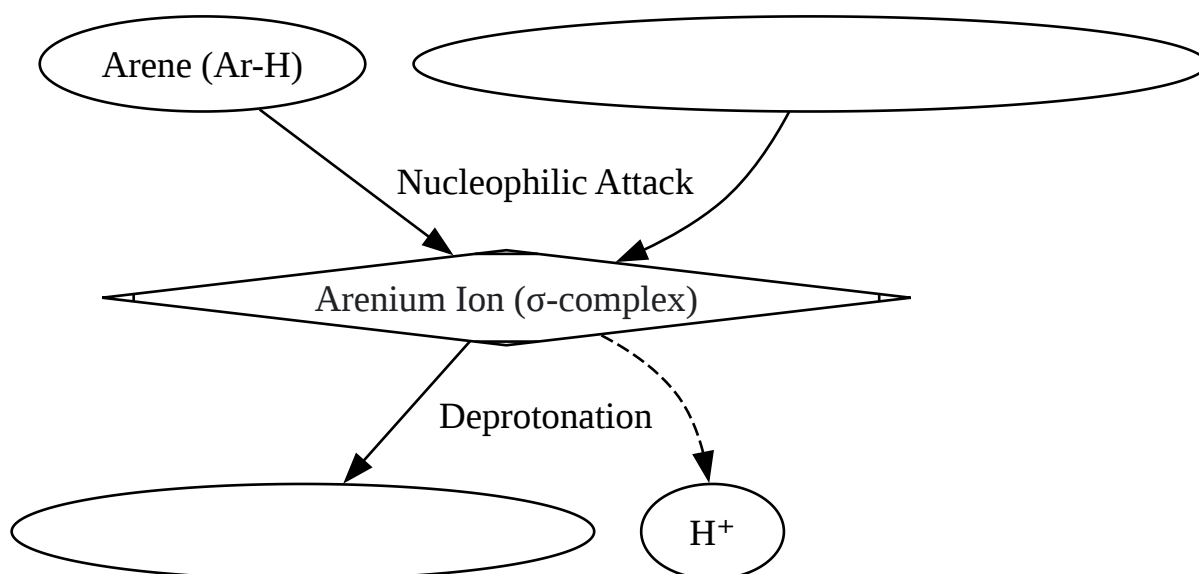 Arene (Ar-H)
Nucleophilic Attack
Arenium Ion (σ-complex)
Deprotonation
H⁺